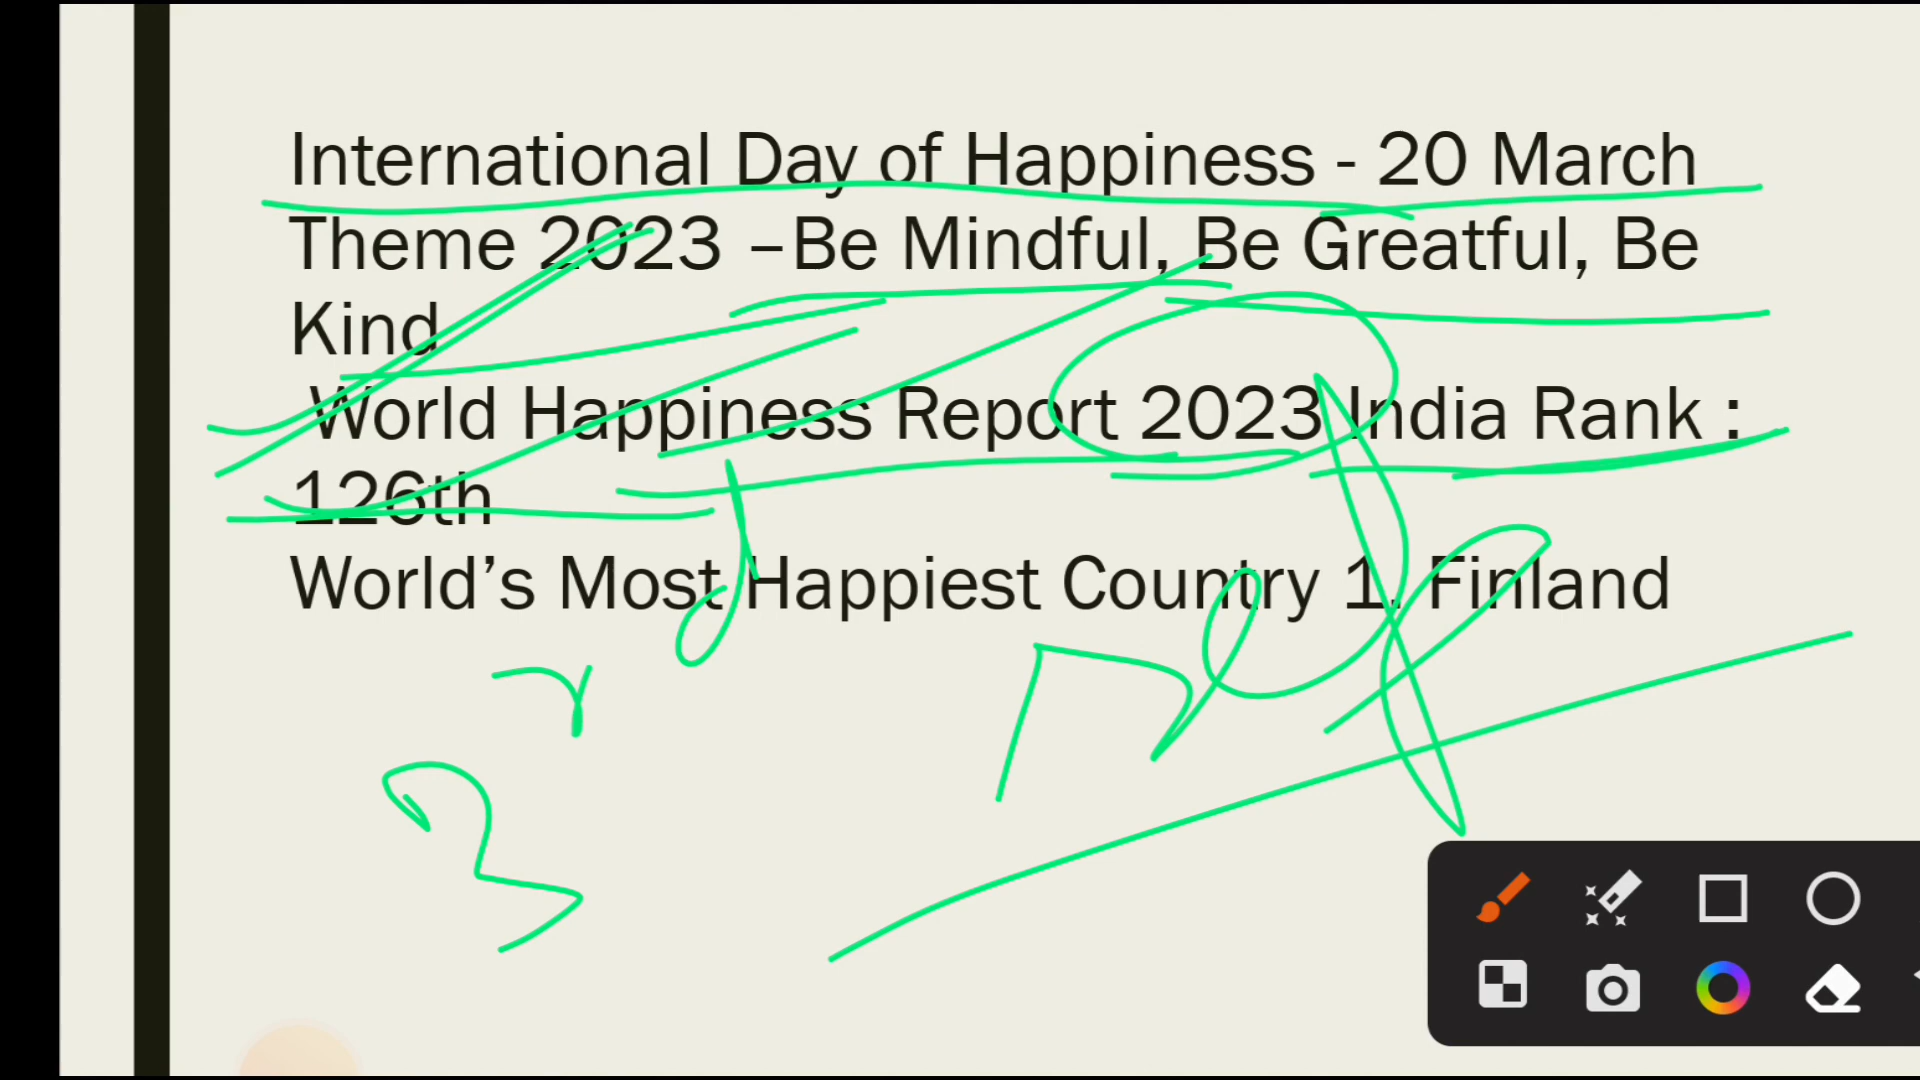 International Day of Happiness - 20 March
Theme 2023 –Be Mindful, Be Greatful, Be
Kind
World Happiness Report 2023 India Rank :
126th
World’s Most Happiest Country 1. Finland